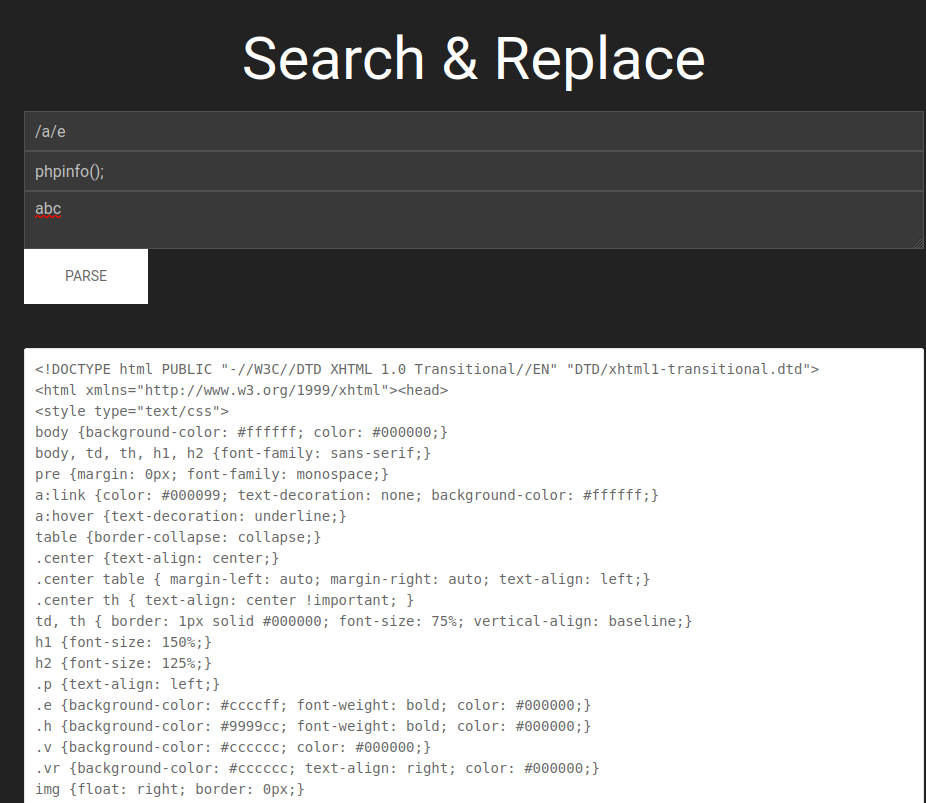 Search & Replace
/a/e
phpinfo();
abc
PARSE
<!DOCTYPE html PUBLIC "-//W3C//DTD XHTML 1.0 Transitional//EN" "DTD/xhtml1-transitional.dtd">
<html xmlns="http://www.w3.org/1999/xhtml"><head>
<style type="text/css">
body {background-color: #ffffff; color: #000000;}
body, td, th, h1, h2 {font-family: sans-serif;}
pre {margin: 0px; font-family: monospace;}
a:link {color: #000099; text-decoration: none; background-color: #ffffff;}
a:hover {text-decoration: underline;}
table {border-collapse: collapse;}
.center {text-align: center;}
.center table { margin-left: auto; margin-right: auto; text-align: left;}
.center th { text-align: center !important; }
td, th { border: 1px solid #000000; font-size: 75%; vertical-align: baseline;}
h1 {font-size: 150%;}
h2 {font-size: 125%;}
.p {text-align: left;}
.e {background-color: #ccccff; font-weight: bold; color: #000000;}
.h {background-color: #9999cc; font-weight: bold; color: #000000;}
.v {background-color: #cccccc; color: #000000;}
.vr {background-color: #cccccc; text-align: right; color: #000000;}
img {float: right; border: 0px;}